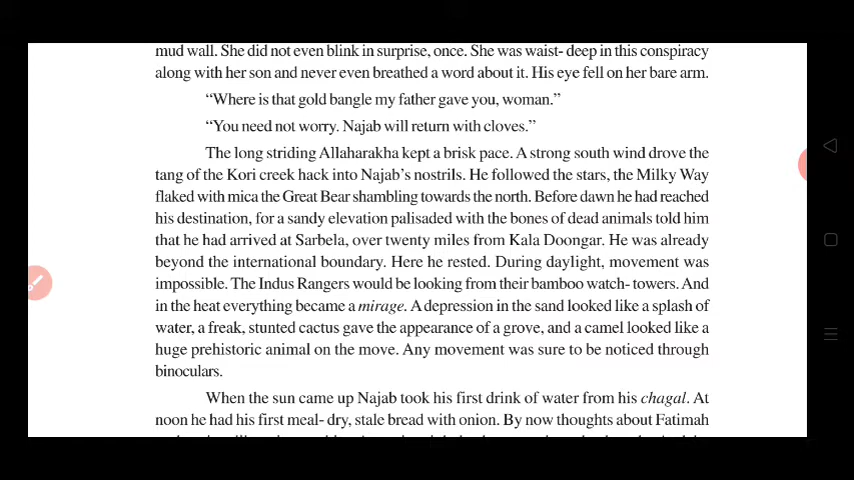 mud wall. She did not even blink in surprise, once. She was waist- deep in this conspiracy
along with her son and never even breathed a word about it. His eye fell on her bare arm.
“Where is that gold bangle my father gave you, woman.”
“You need not worry. Najab will return with cloves.”
The long striding Allaharakha kept a brisk pace. A strong south wind drove the
tang of the Kori creek hack into Najab’s nostrils. He followed the stars, the Milky Way
flaked with mica the Great Bear shambling towards the north. Before dawn he had reached
his destination, for a sandy elevation palisaded with the bones of dead animals told him
that he had arrived at Sarbela, over twenty miles from Kala Doongar. He was already
beyond the international boundary. Here he rested. During daylight, movement was
impossible. The Indus Rangers would be looking from their bamboo watch- towers. And
in the heat everything became a mirage. A depression in the sand looked like a splash of
water, a freak, stunted cactus gave the appearance of a grove, and a camel looked like a
huge prehistoric animal on the move. Any movement was sure to be noticed through
binoculars.
When the sun came up Najab took his first drink of water from his chagal. At
noon he had his first meal- dry, stale bread with onion. By now thoughts about Fatimah